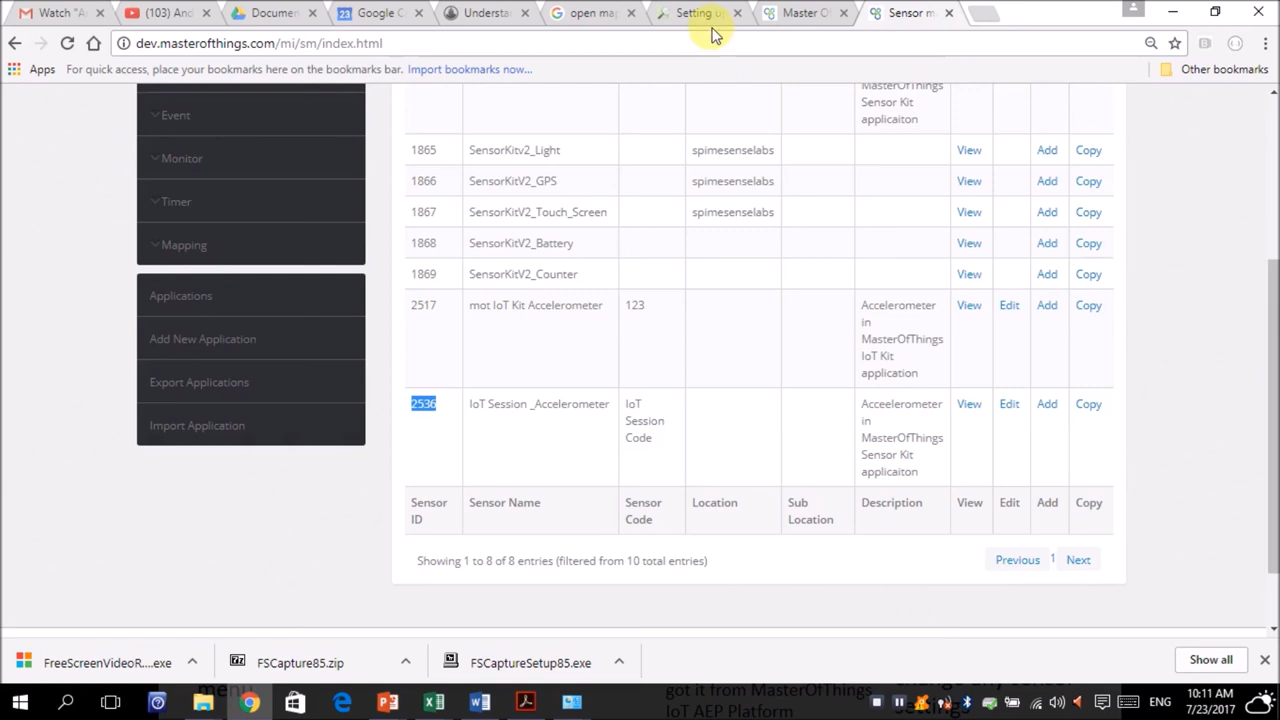 Watch "A
(103) And
Documen
23 Google C
Understa
open ma
Setting u
Master O
Sensor m
dev.masterofthings.com/mi/sm/index.html
Apps For quick access, place your bookmarks here on the bookmarks bar. Import bookmarks now... Other bookmarks
Event
Monitor
Timer
Mapping
Applications
Add New Application
Export Applications
Import Application
MasterOfThings
Sensor Kit
applicaiton
1865 SensorKitv2_Light spimesenselabs View Add Copy
1866 SensorKitV2_GPS spimesenselabs View Add Copy
1867 SensorKitV2_Touch_Screen spimesenselabs View Add Copy
1868 SensorKitV2_Battery View Add Copy
1869 SensorKitV2_Counter View Add Copy
2517 mot IoT Kit Accelerometer 123 Accelerometer View Edit Add Copy
in
MasterOfThings
IoT Kit
application
2536 IoT Session _Accelerometer IoT Acceelerometer View Edit Add Copy
Session in
Code MasterOfThings
Sensor Kit
applicaiton
Sensor Sensor Name Sensor Location Sub Description View Edit Add Copy
ID Code Location
Showing 1 to 8 of 8 entries (filtered from 10 total entries) Previous 1 Next
FreeScreenVideoR....exe FSCapture85.zip FSCaptureSetup85.exe Show all
menu
got it from MasterOfThings
IoT AEP Platform
change any sensor
settings
ENG
10:11 AM
7/23/2017